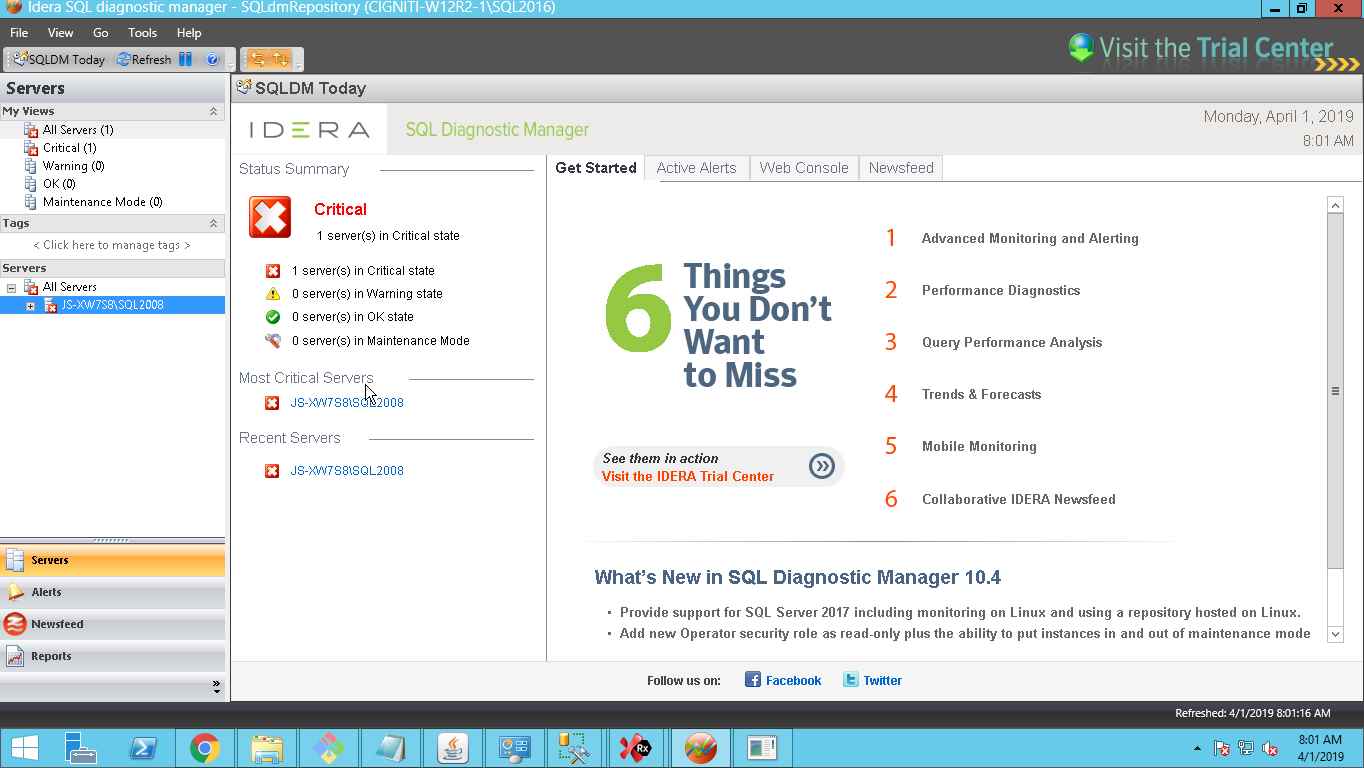 Idera SQL diagnostic manager - SQLdmRepository (CIGNITI-W12R2-1\SQL2016)
File View Go Tools Help
SQLDM Today Refresh
Visit the Trial Center
Servers
My Views
All Servers (1)
Critical (1)
Warning (0)
OK (0)
Maintenance Mode (0)
Tags
< Click here to manage tags >
Servers
All Servers
JS-XW7S8\SQL2008
Servers
Alerts
Newsfeed
Reports
SQLDM Today
IDERA SQL Diagnostic Manager
Monday, April 1, 2019
8:01 AM
Status Summary
Critical
1 server(s) in Critical state
1 server(s) in Critical state
0 server(s) in Warning state
0 server(s) in OK state
0 server(s) in Maintenance Mode
Most Critical Servers
JS-XW7S8\SQL2008
Recent Servers
JS-XW7S8\SQL2008
Get Started Active Alerts Web Console Newsfeed
6 Things
You Don't
Want
to Miss
See them in action
Visit the IDERA Trial Center
1 Advanced Monitoring and Alerting
2 Performance Diagnostics
3 Query Performance Analysis
4 Trends & Forecasts
5 Mobile Monitoring
6 Collaborative IDERA Newsfeed
What's New in SQL Diagnostic Manager 10.4
• Provide support for SQL Server 2017 including monitoring on Linux and using a repository hosted on Linux.
• Add new Operator security role as read-only plus the ability to put instances in and out of maintenance mode
Follow us on: Facebook Twitter
Refreshed: 4/1/2019 8:01:16 AM
Rx
8:01 AM
4/1/2019